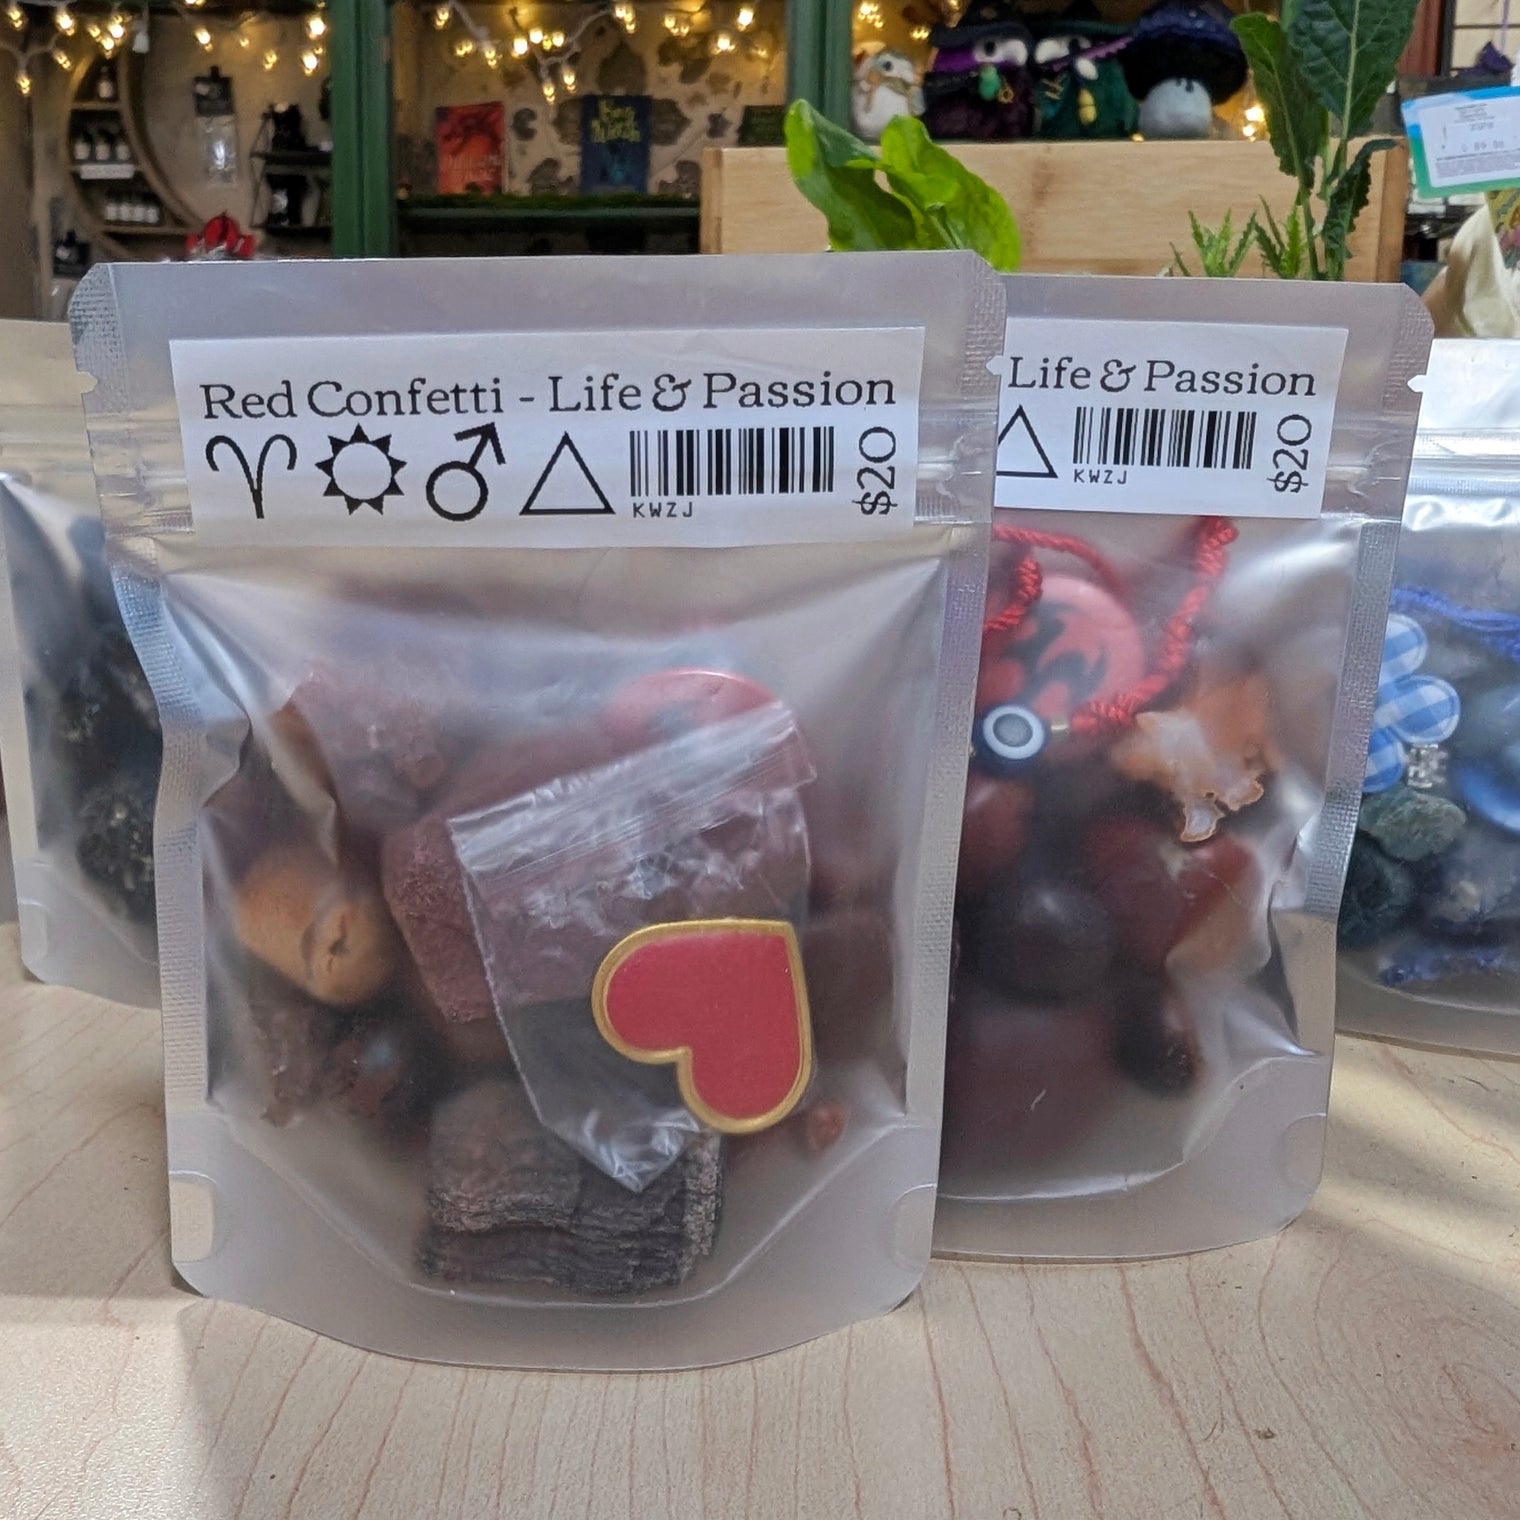 Red Confetti - Life & Passion
KWZJ
$20
Life & Passion
KWZJ
$20